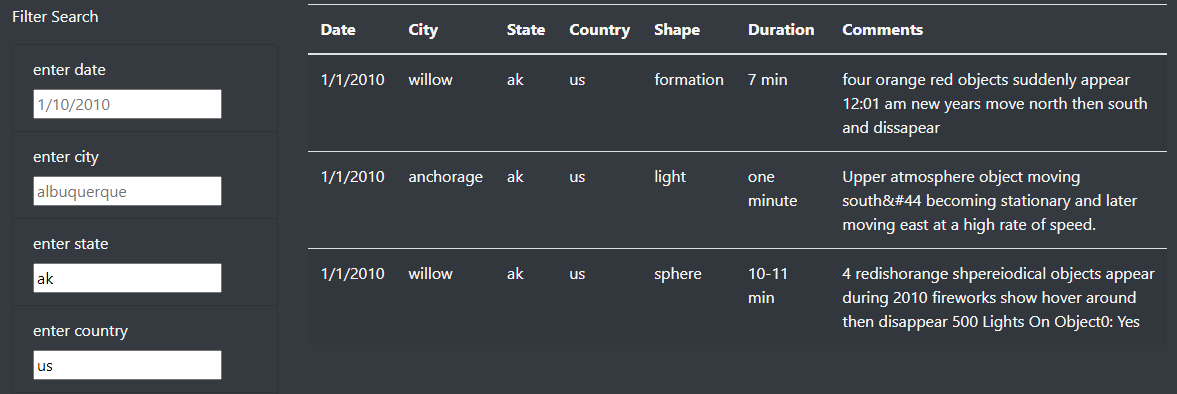 Filter Search
enter date
1/10/2010
enter city
albuquerque
enter state
ak
enter country
us
Date City State Country Shape Duration Comments
1/1/2010 willow ak us formation 7 min four orange red objects suddenly appear
12:01 am new years move north then south
and dissapear
1/1/2010 anchorage ak us light one Upper atmosphere object moving
minute south&#44 becoming stationary and later
moving east at a high rate of speed.
1/1/2010 willow ak us sphere 10-11 4 redishorange shpereiodical objects appear
min during 2010 fireworks show hover around
then disappear 500 Lights On Object0: Yes